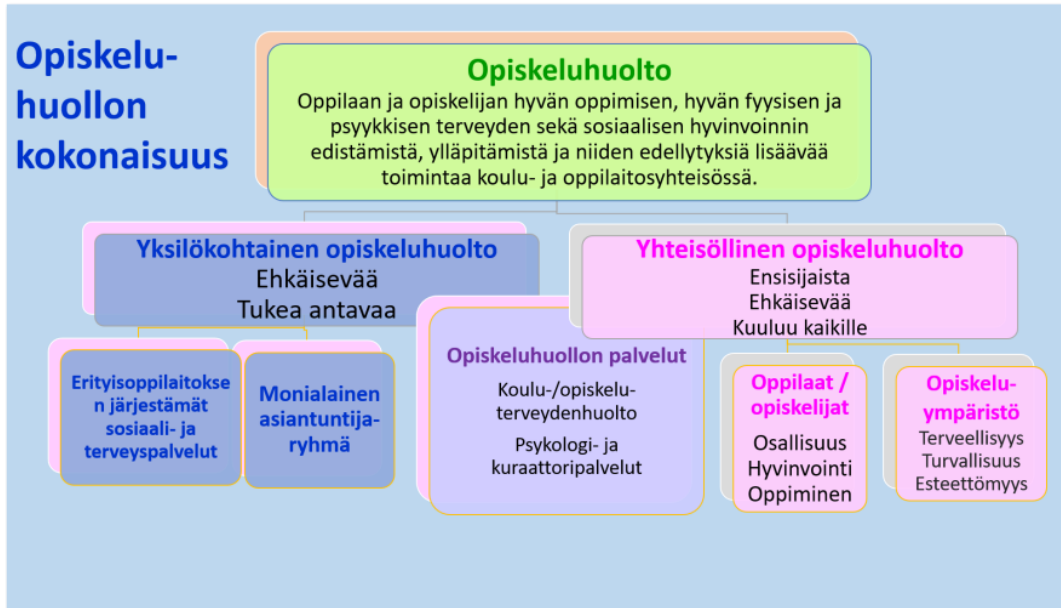 Opiskelu-
huollon
kokonaisuus
Opiskeluhuolto
Oppilaan ja opiskelijan hyvän oppimisen, hyvän fyysisen ja
psyykkisen terveyden sekä sosiaalisen hyvinvoinnin
edistämistä, ylläpitämistä ja niiden edellytyksiä lisäävää
toimintaa koulu- ja oppilaitosyhteisössä.
Yksilökohtainen opiskeluhuolto
Ehkäisevää
Tukea antavaa
Yhteisöllinen opiskeluhuolto
Ensisijaista
Ehkäisevää
Kuuluu kaikille
Erityisoppilaitokse
n järjestämät
sosiaali- ja
terveyspalvelut
Monialainen
asiantuntija-
ryhmä
Opiskeluhuollon palvelut
Koulu-/opiskelu-
terveydenhuolto
Psykologi- ja
kuraattoripalvelut
Oppilaat /
opiskelijat
Osallisuus
Hyvinvointi
Oppiminen
Opiskelu-
ympäristö
Terveellisyys
Turvallisuus
Esteettömyys